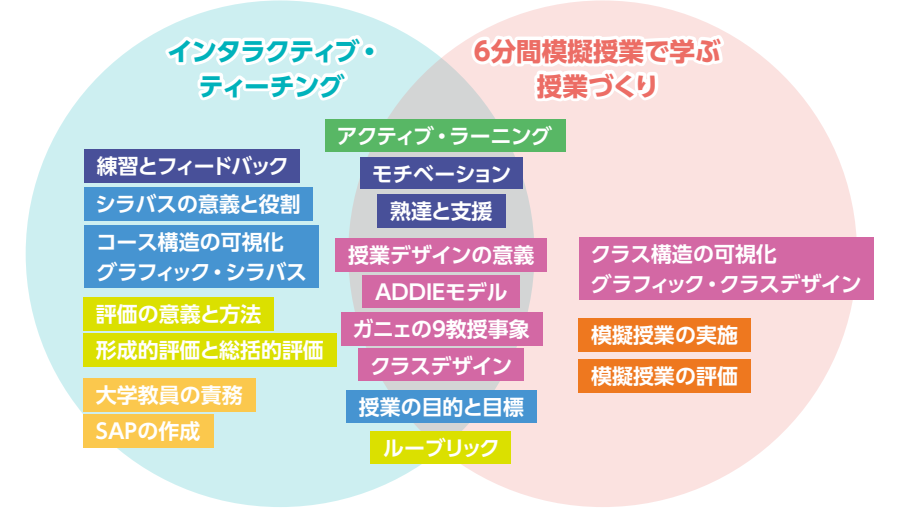 インタラクティブ・
ティーチング
6分間模擬授業で学ぶ
授業づくり
練習とフィードバック
シラバスの意義と役割
コース構造の可視化
グラフィック・シラバス
評価の意義と方法
形成的評価と総括的評価
大学教員の責務
SAPの作成
アクティブ・ラーニング
モチベーション
熟達と支援
授業デザインの意義
ADDIEモデル
ガニェの9教授事象
クラスデザイン
授業の目的と目標
ルーブリック
クラス構造の可視化
グラフィック・クラスデザイン
模擬授業の実施
模擬授業の評価